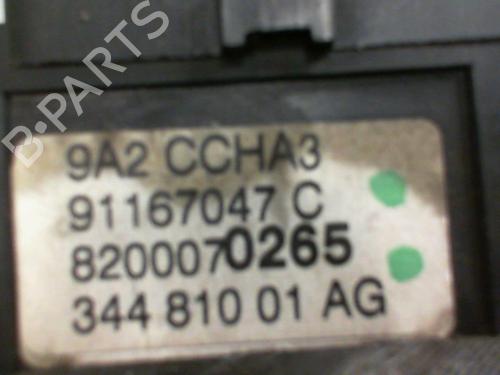 B-PARTS
9A2 CCHA3
91167047 C
8200070265
344 810 01 AG